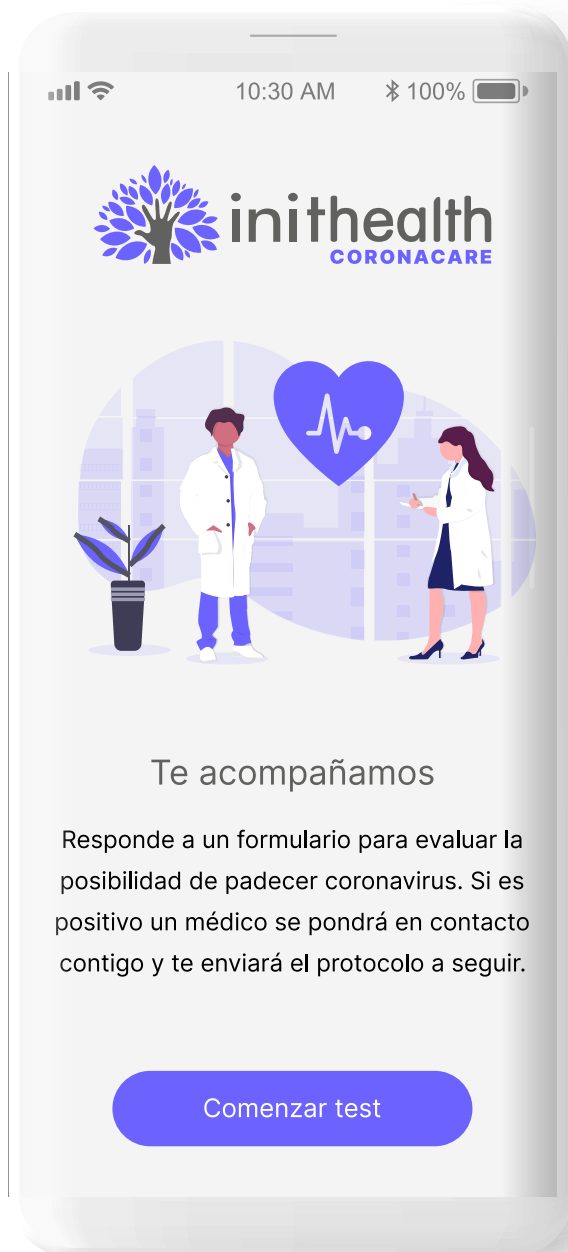 10:30 AM 100%
inithealth
CORONACARE
Te acompañamos
Responde a un formulario para evaluar la
posibilidad de padecer coronavirus. Si es
positivo un médico se pondrá en contacto
contigo y te enviará el protocolo a seguir.
Comenzar test